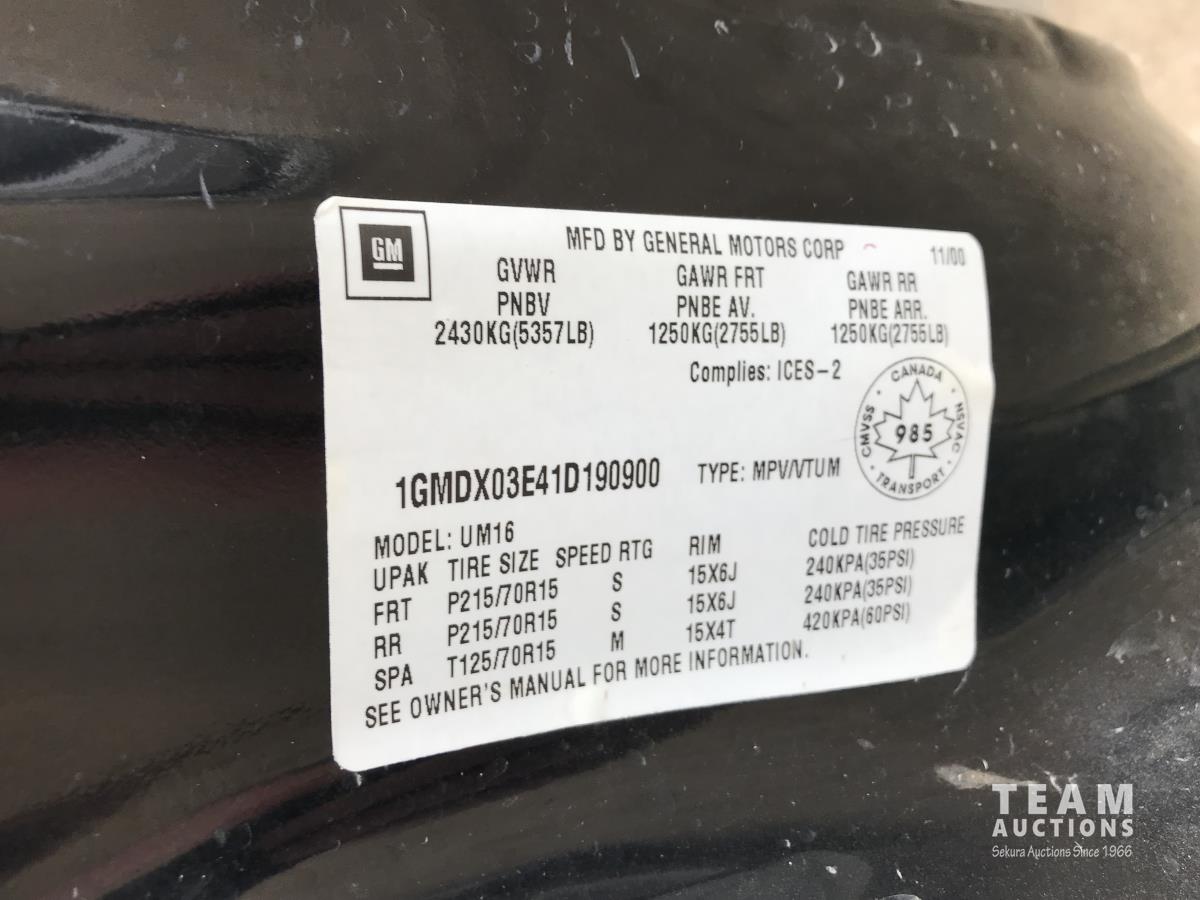 GM
MFD BY GENERAL MOTORS CORP 11/00
GVWR GAWR FRT GAWR RR
PNBV PNBE AV. PNBE ARR.
2430KG(5357LB) 1250KG(2755LB) 1250KG(2755LB)
Complies: ICES-2
CANADA
CMVSS 985 NSVAC
TRANSPORT
1GMDX03E41D190900 TYPE: MPV/VTUM
MODEL: UM16
UPAK TIRE SIZE SPEED RTG RIM COLD TIRE PRESSURE
FRT P215/70R15 S 15X6J 240KPA(35PSI)
RR P215/70R15 S 15X6J 240KPA(35PSI)
SPA T125/70R15 M 15X4T 420KPA(60PSI)
SEE OWNER'S MANUAL FOR MORE INFORMATION.
TEAM
AUCTIONS
Sekura Auctions Since 1966